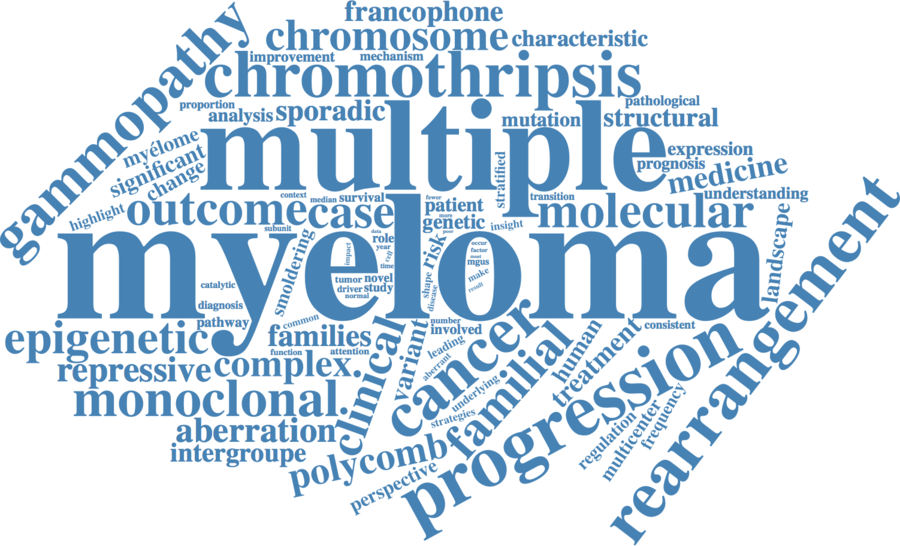 francophone
chromosome characteristic
improvement mechanism
chromothripsis
gammopathy
proportion
analysis sporadic
pathological
mutation structural
multiple
myélome
significant
change
stratified
expression
prognosis
medicine
understanding
highlight
context median survival
fewer
transition
outcome case patient molecular
more
genetic insight
subunit
data
poor
myeloma
role
year
cell
time
impact
smoldering
risk
occur
factor
most
mgus
make
result
landscape
rearrangement
catalytic
tumor novel
driver study
normal
shape
disease
diagnosis
pathway
common
number
involved
consistent
epigenetic families
function attention
repressive complex
clinical
variant
leading
aberrant
cancer
human
treatment
progression
monoclonal
underlying
strategies
familial
aberration
intergroupe
polycomb
perspective
regulation
multicenter
frequency